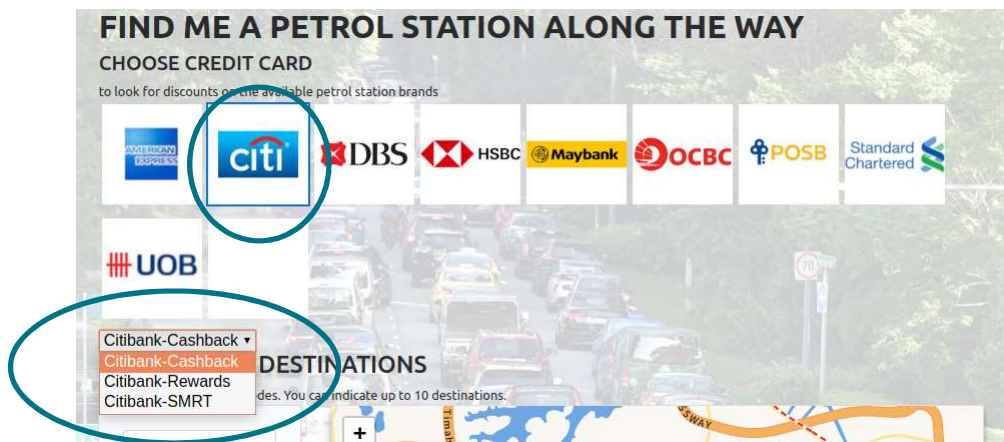 FIND ME A PETROL STATION ALONG THE WAY
CHOOSE CREDIT CARD
to look for discounts on the available petrol station brands
AMERICAN EXPRESS
citi
DBS
HSBC
Maybank
OCBC
POSB
Standard Chartered
UOB
70
Citibank-Cashback
Citibank-Cashback
DESTINATIONS
Citibank-Rewards
des. You can indicate up to 10 destinations.
Citibank-SMRT
+
Timah
SSWAY